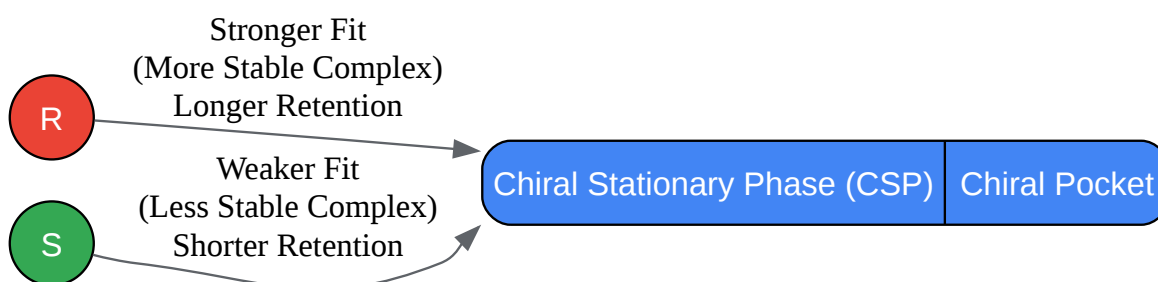 Stronger Fit
(More Stable Complex)
Longer Retention
R
Weaker Fit
(Less Stable Complex)
Shorter Retention
S
Chiral Stationary Phase (CSP)
Chiral Pocket